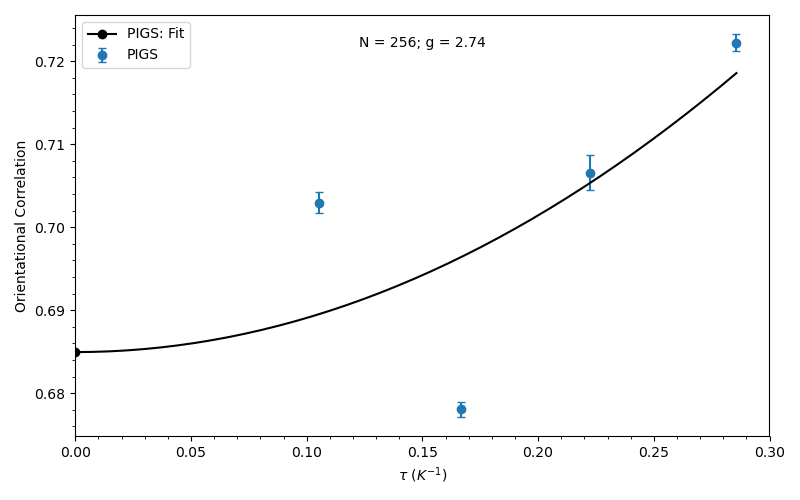 PIGS: Fit
PIGS
N = 256; g = 2.74
Orientational Correlation
0.72
0.71
0.70
0.69
0.68
0.00 0.05 0.10 0.15 0.20 0.25 0.30
τ (K⁻¹)